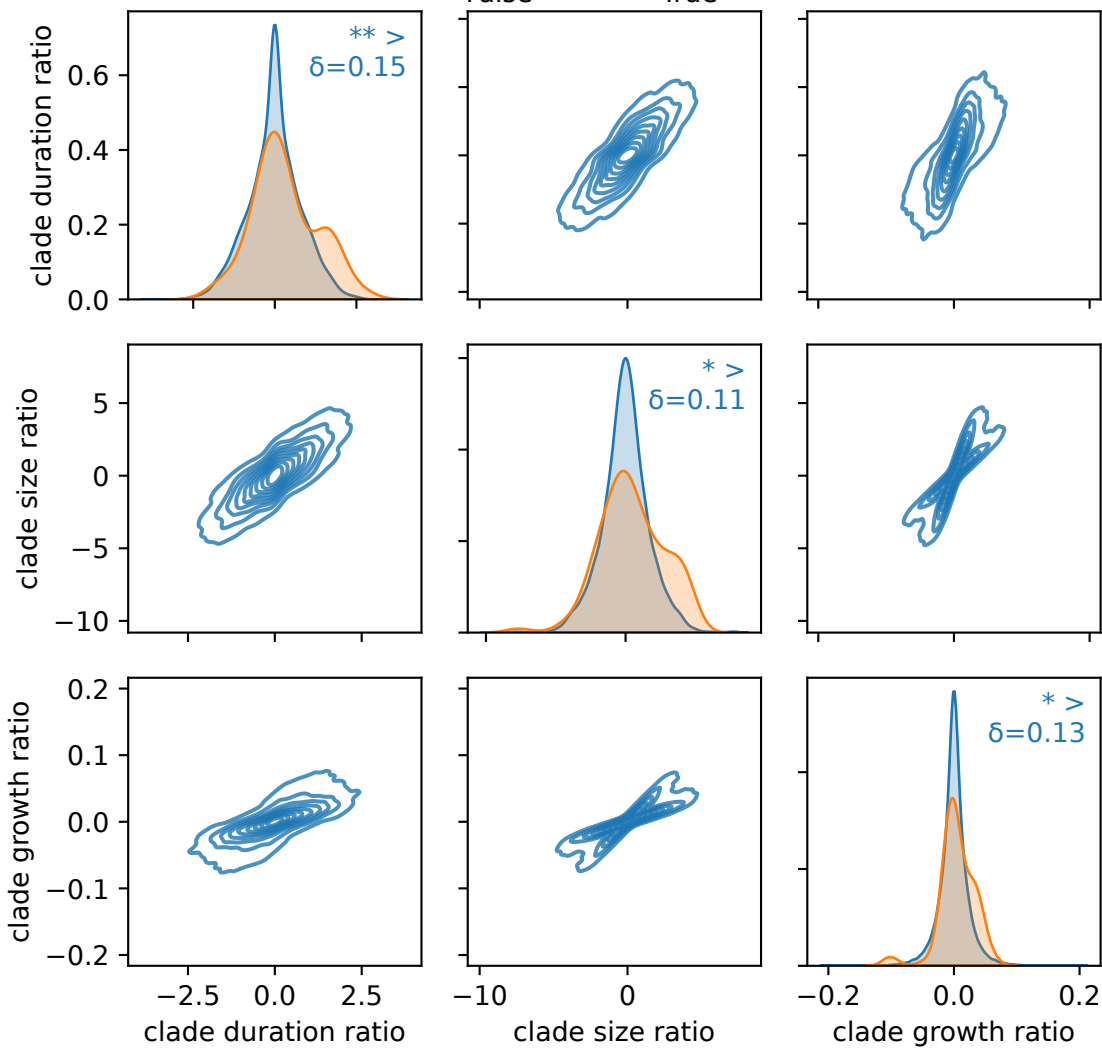 clade duration ratio
0.6
0.4
0.2
0.0
** >
δ=0.15
clade size ratio
5
0
−5
−10
* >
δ=0.11
clade growth ratio
0.2
0.1
0.0
−0.1
−0.2
* >
δ=0.13
−2.5 0.0 2.5
−10 0
−0.2 0.0 0.2
clade duration ratio
clade size ratio
clade growth ratio